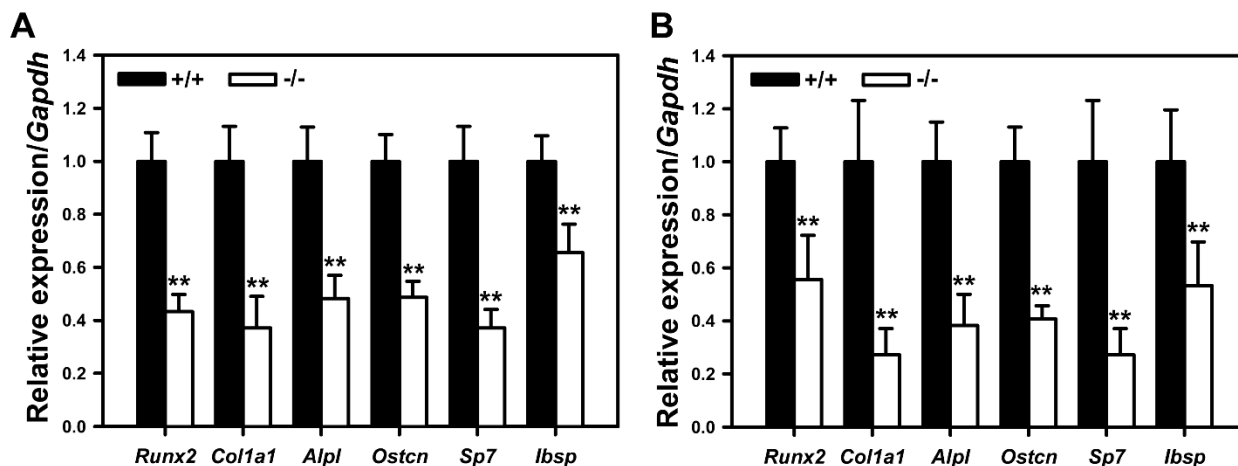 A
Relative expression/Gapdh
1.4
1.2
1.0
0.8
0.6
0.4
0.2
0.0
+/+ -/-
** ** ** ** ** **
Runx2 Col1a1 Alpl Ostcn Sp7 Ibsp
B
Relative expression/Gapdh
1.4
1.2
1.0
0.8
0.6
0.4
0.2
0.0
+/+ -/-
** ** ** ** ** **
Runx2 Col1a1 Alpl Ostcn Sp7 Ibsp